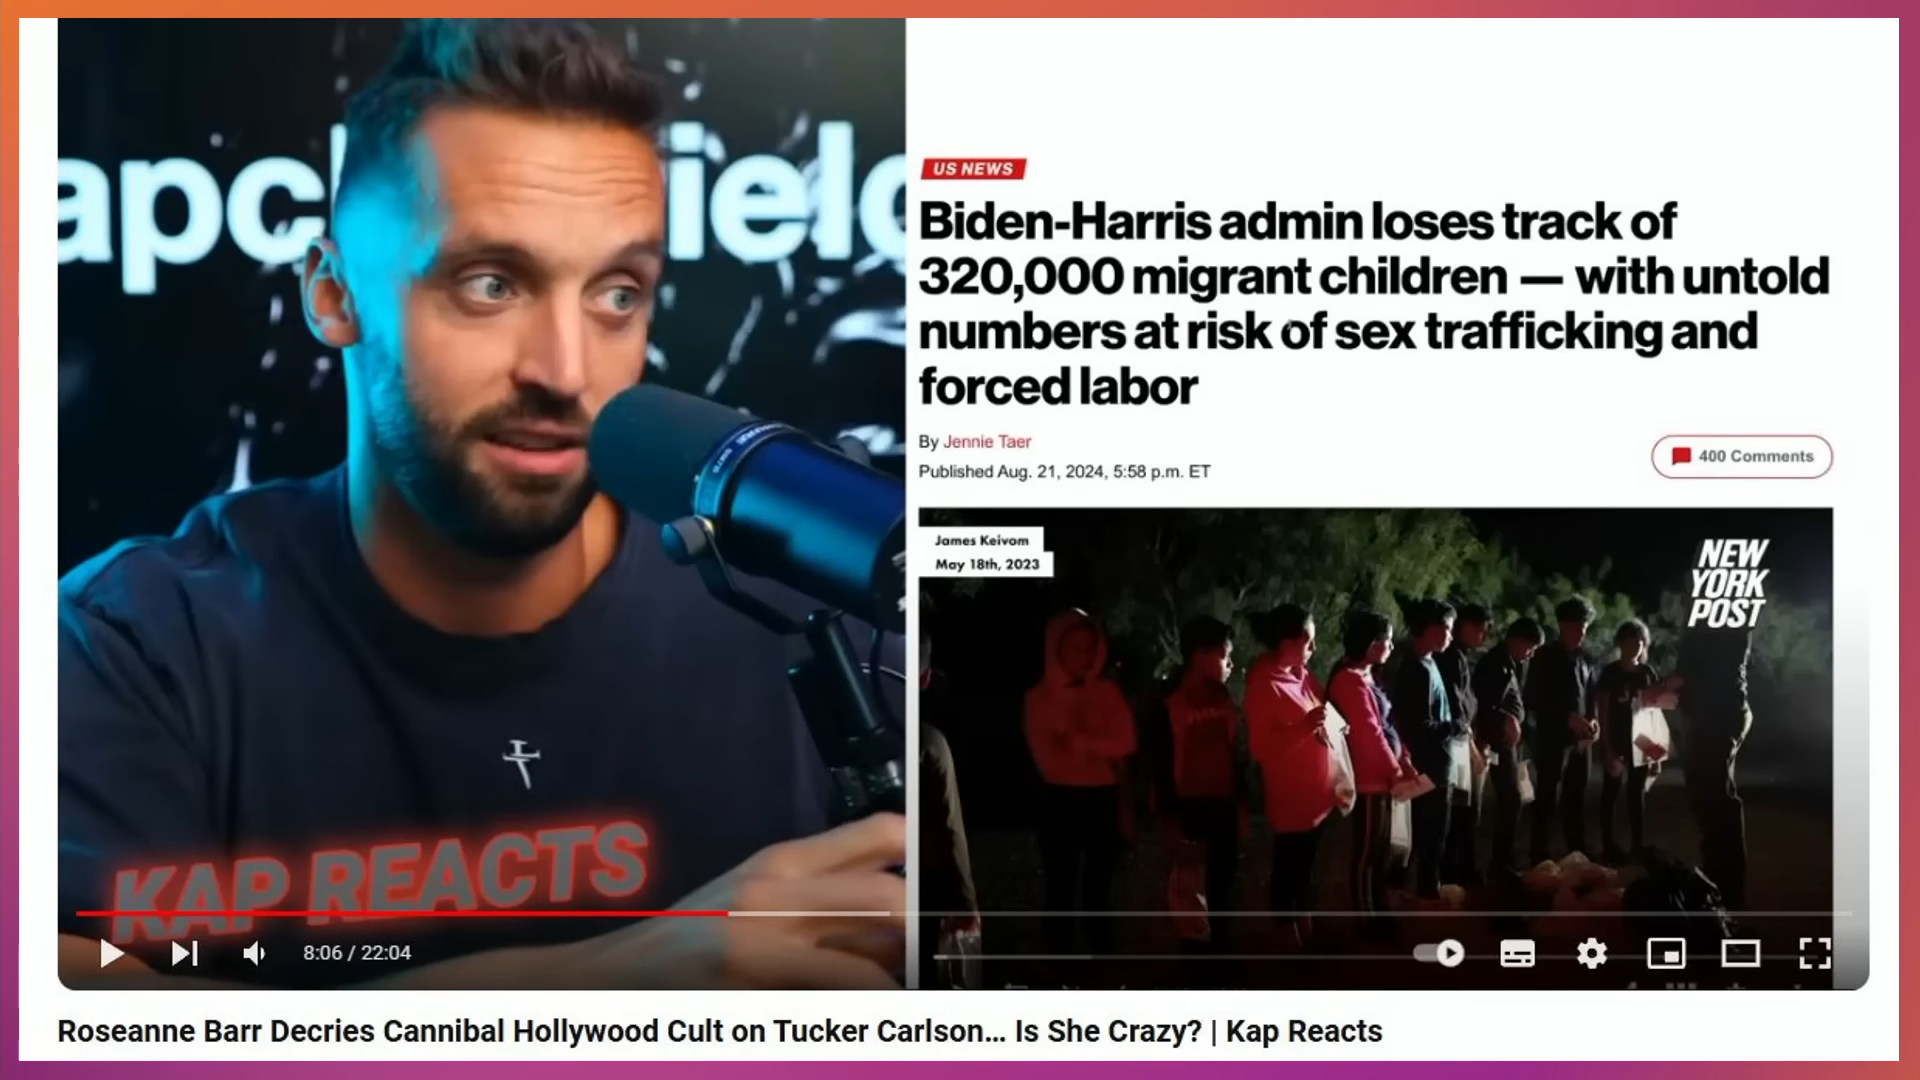 apc ield
US NEWS
Biden-Harris admin loses track of
320,000 migrant children — with untold
numbers at risk of sex trafficking and
forced labor
By Jennie Taer
Published Aug. 21, 2024, 5:58 p.m. ET
400 Comments
James Keivom
May 18th, 2023
NEW
YORK
POST
KAP REACTS
8:06 / 22:04
Roseanne Barr Decries Cannibal Hollywood Cult on Tucker Carlson... Is She Crazy? | Kap Reacts